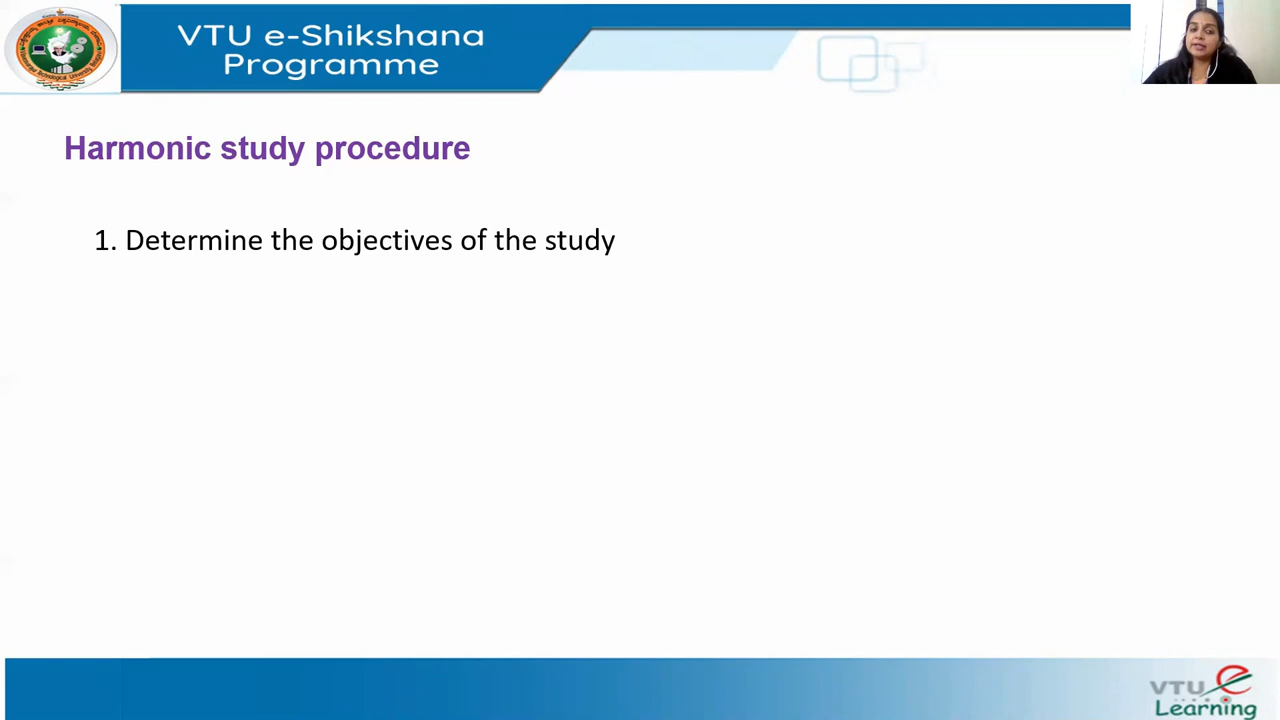 VTU e-Shikshana
Programme
Harmonic study procedure
1. Determine the objectives of the study
VTU e
Learning